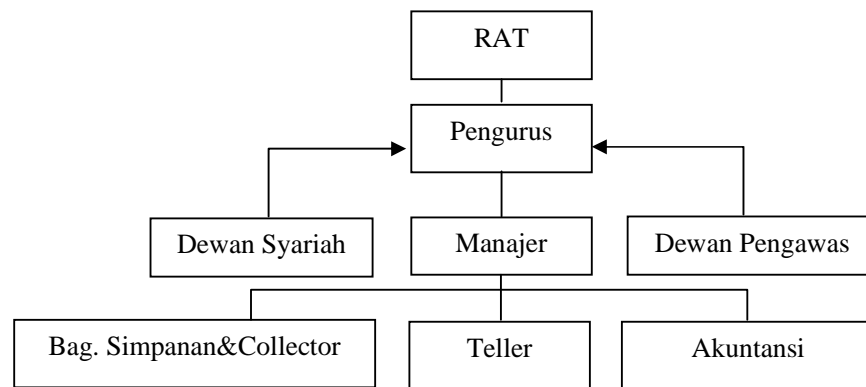 RAT
Pengurus
Dewan Syariah
Manajer
Dewan Pengawas
Bag. Simpanan&Collector
Teller
Akuntansi